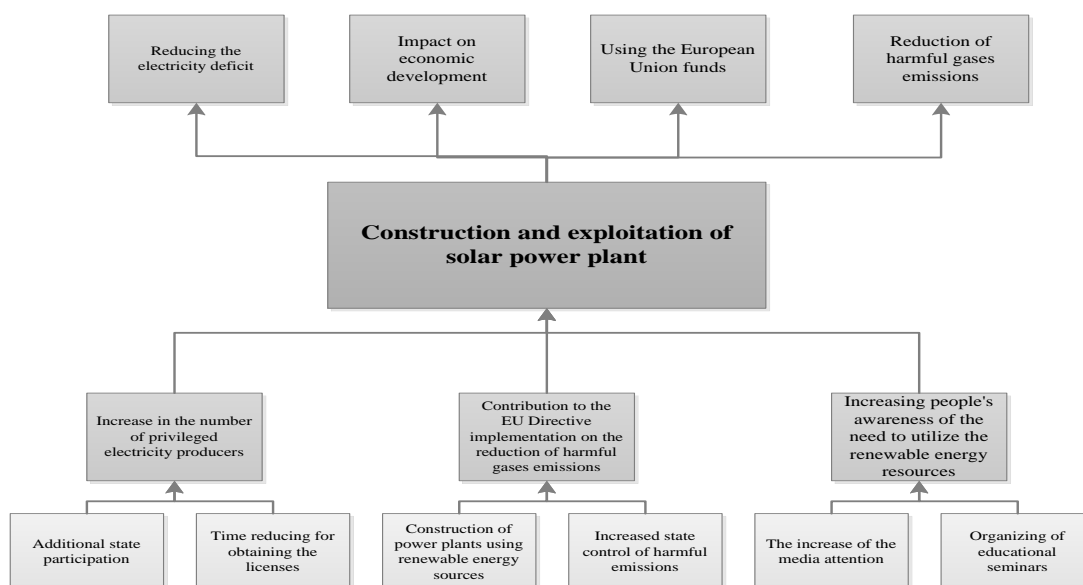 Reducing the
electricity deficit
Impact on
economic
development
Using the European
Union funds
Reduction of
harmful gases
emissions
Construction and exploitation of
solar power plant
Increase in the number
of privileged
electricity producers
Contribution to the
EU Directive
implementation on the
reduction of harmful
gases emissions
Increasing people's
awareness of the
need to utilize the
renewable energy
resources
Additional state
participation
Time reducing for
obtaining the
licenses
Construction of
power plants using
renewable energy
sources
Increased state
control of harmful
emissions
The increase of the
media attention
Organizing of
educational
seminars